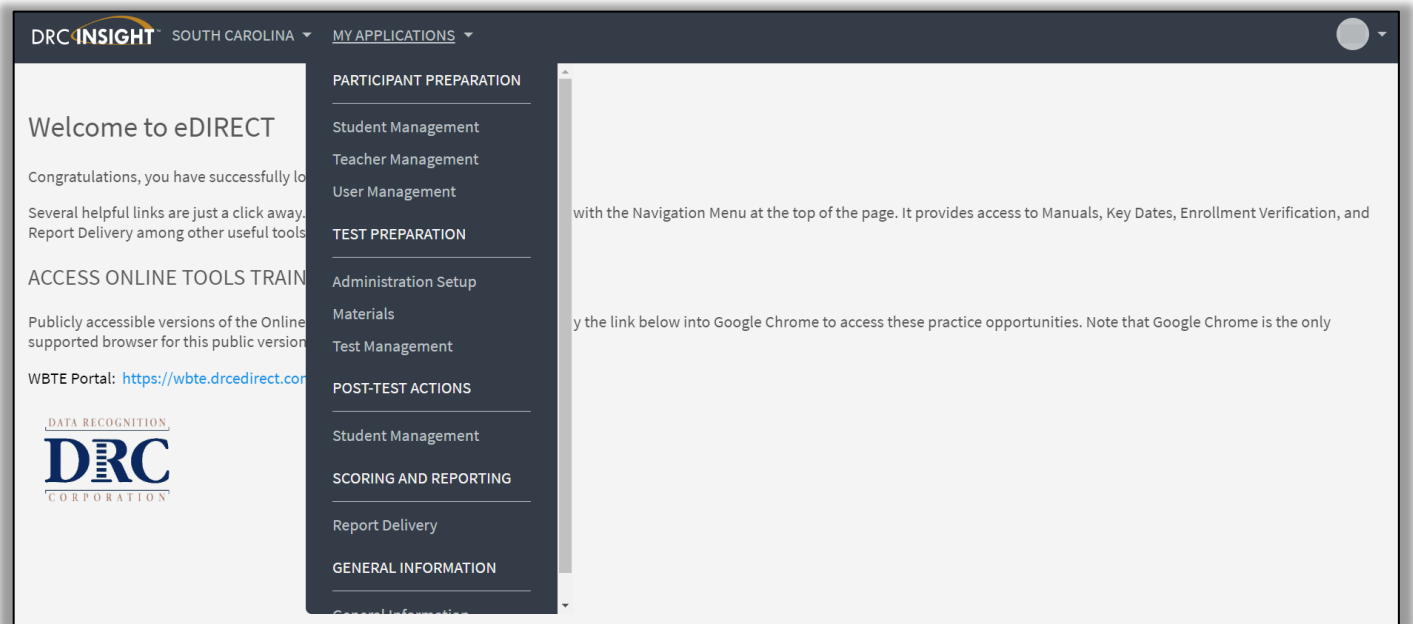 DRC INSIGHT™ SOUTH CAROLINA MY APPLICATIONS
PARTICIPANT PREPARATION
Student Management
Teacher Management
User Management
TEST PREPARATION
Administration Setup
Materials
Test Management
POST-TEST ACTIONS
Student Management
SCORING AND REPORTING
Report Delivery
GENERAL INFORMATION
General Information
Welcome to eDIRECT
Congratulations, you have successfully lo
Several helpful links are just a click away. with the Navigation Menu at the top of the page. It provides access to Manuals, Key Dates, Enrollment Verification, and
Report Delivery among other useful tools
ACCESS ONLINE TOOLS TRAIN
Publicly accessible versions of the Online y the link below into Google Chrome to access these practice opportunities. Note that Google Chrome is the only
supported browser for this public version
WBTE Portal: https://wbte.drcedirect.cor
DATA RECOGNITION
DRC
CORPORATION